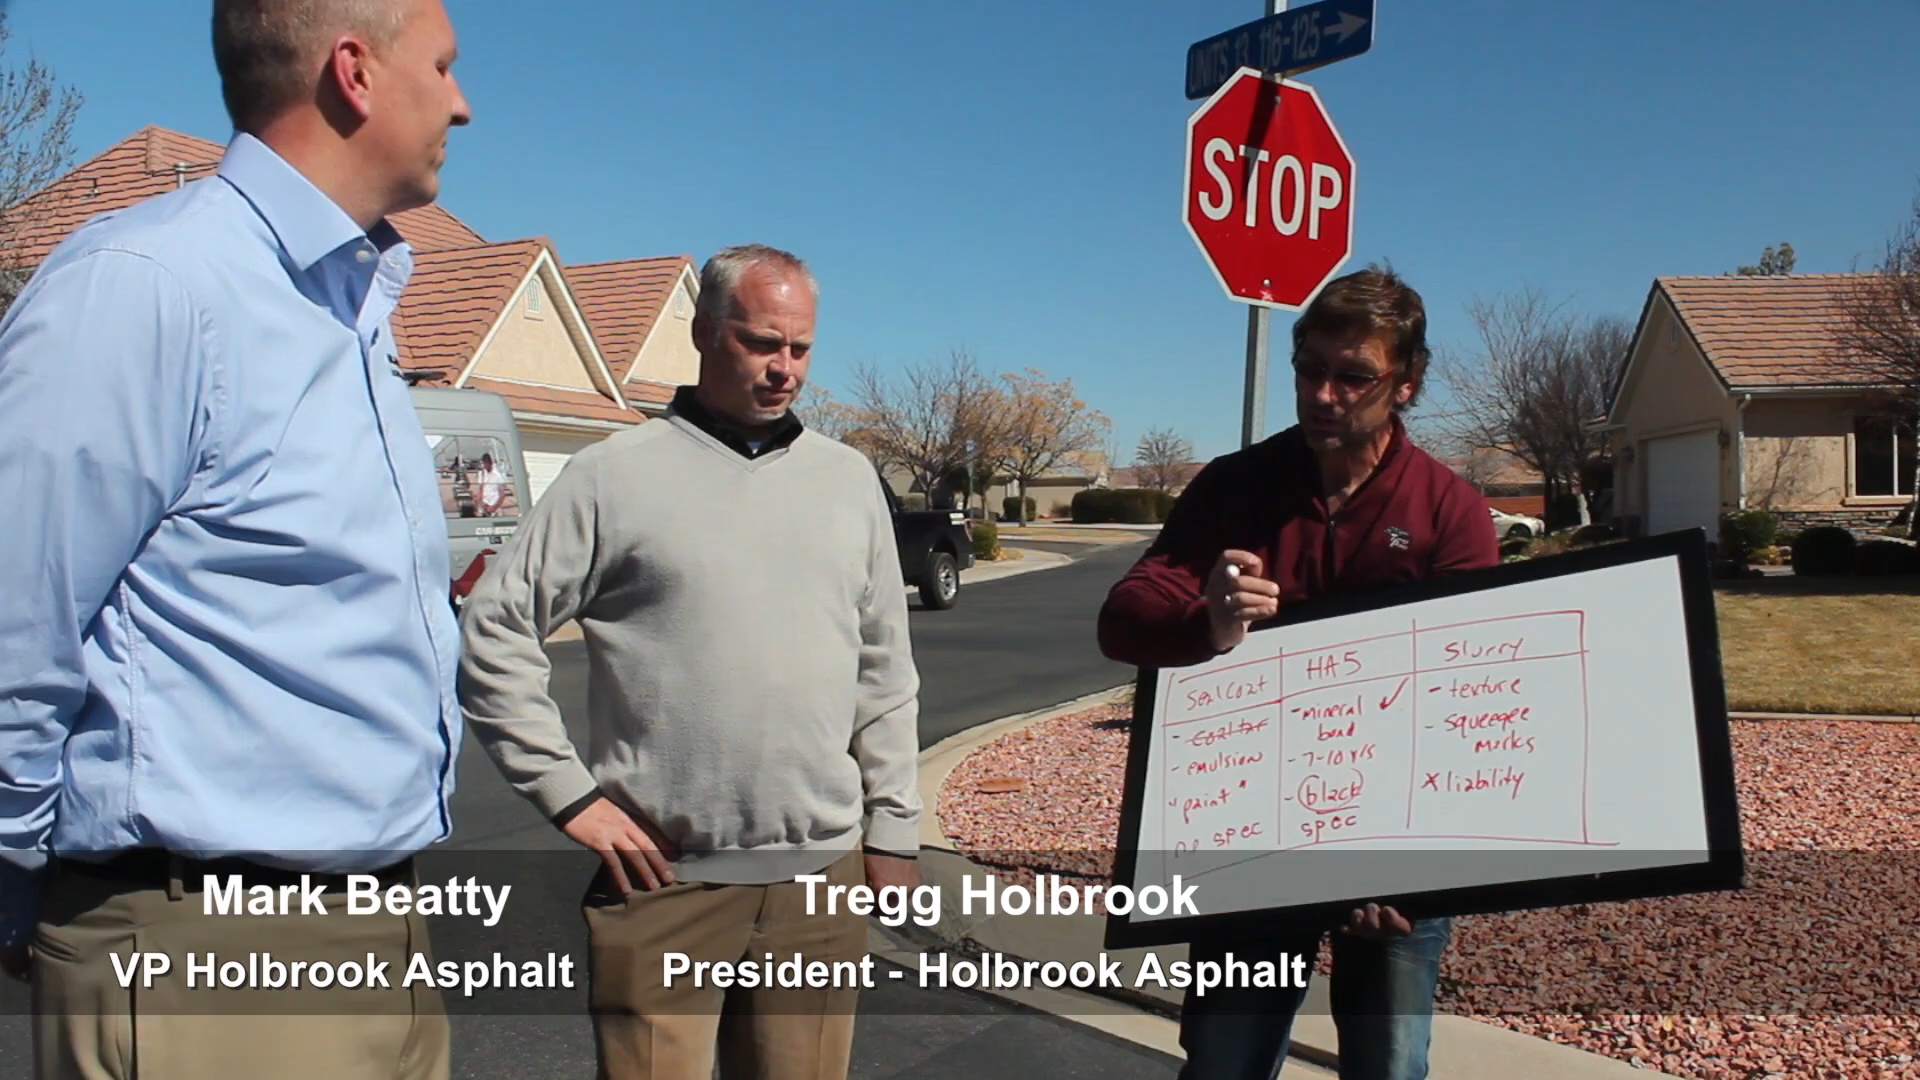 UNITS 13, 116-125
STOP
Sealcoat
- coal tar
- emulsion
"paint"
no spec
HA5
- mineral ✓
bond
- 7-10 yrs
- black
spec
Slurry
- texture
- squeegee
marks
* liability
Mark Beatty
VP Holbrook Asphalt
Tregg Holbrook
President - Holbrook Asphalt